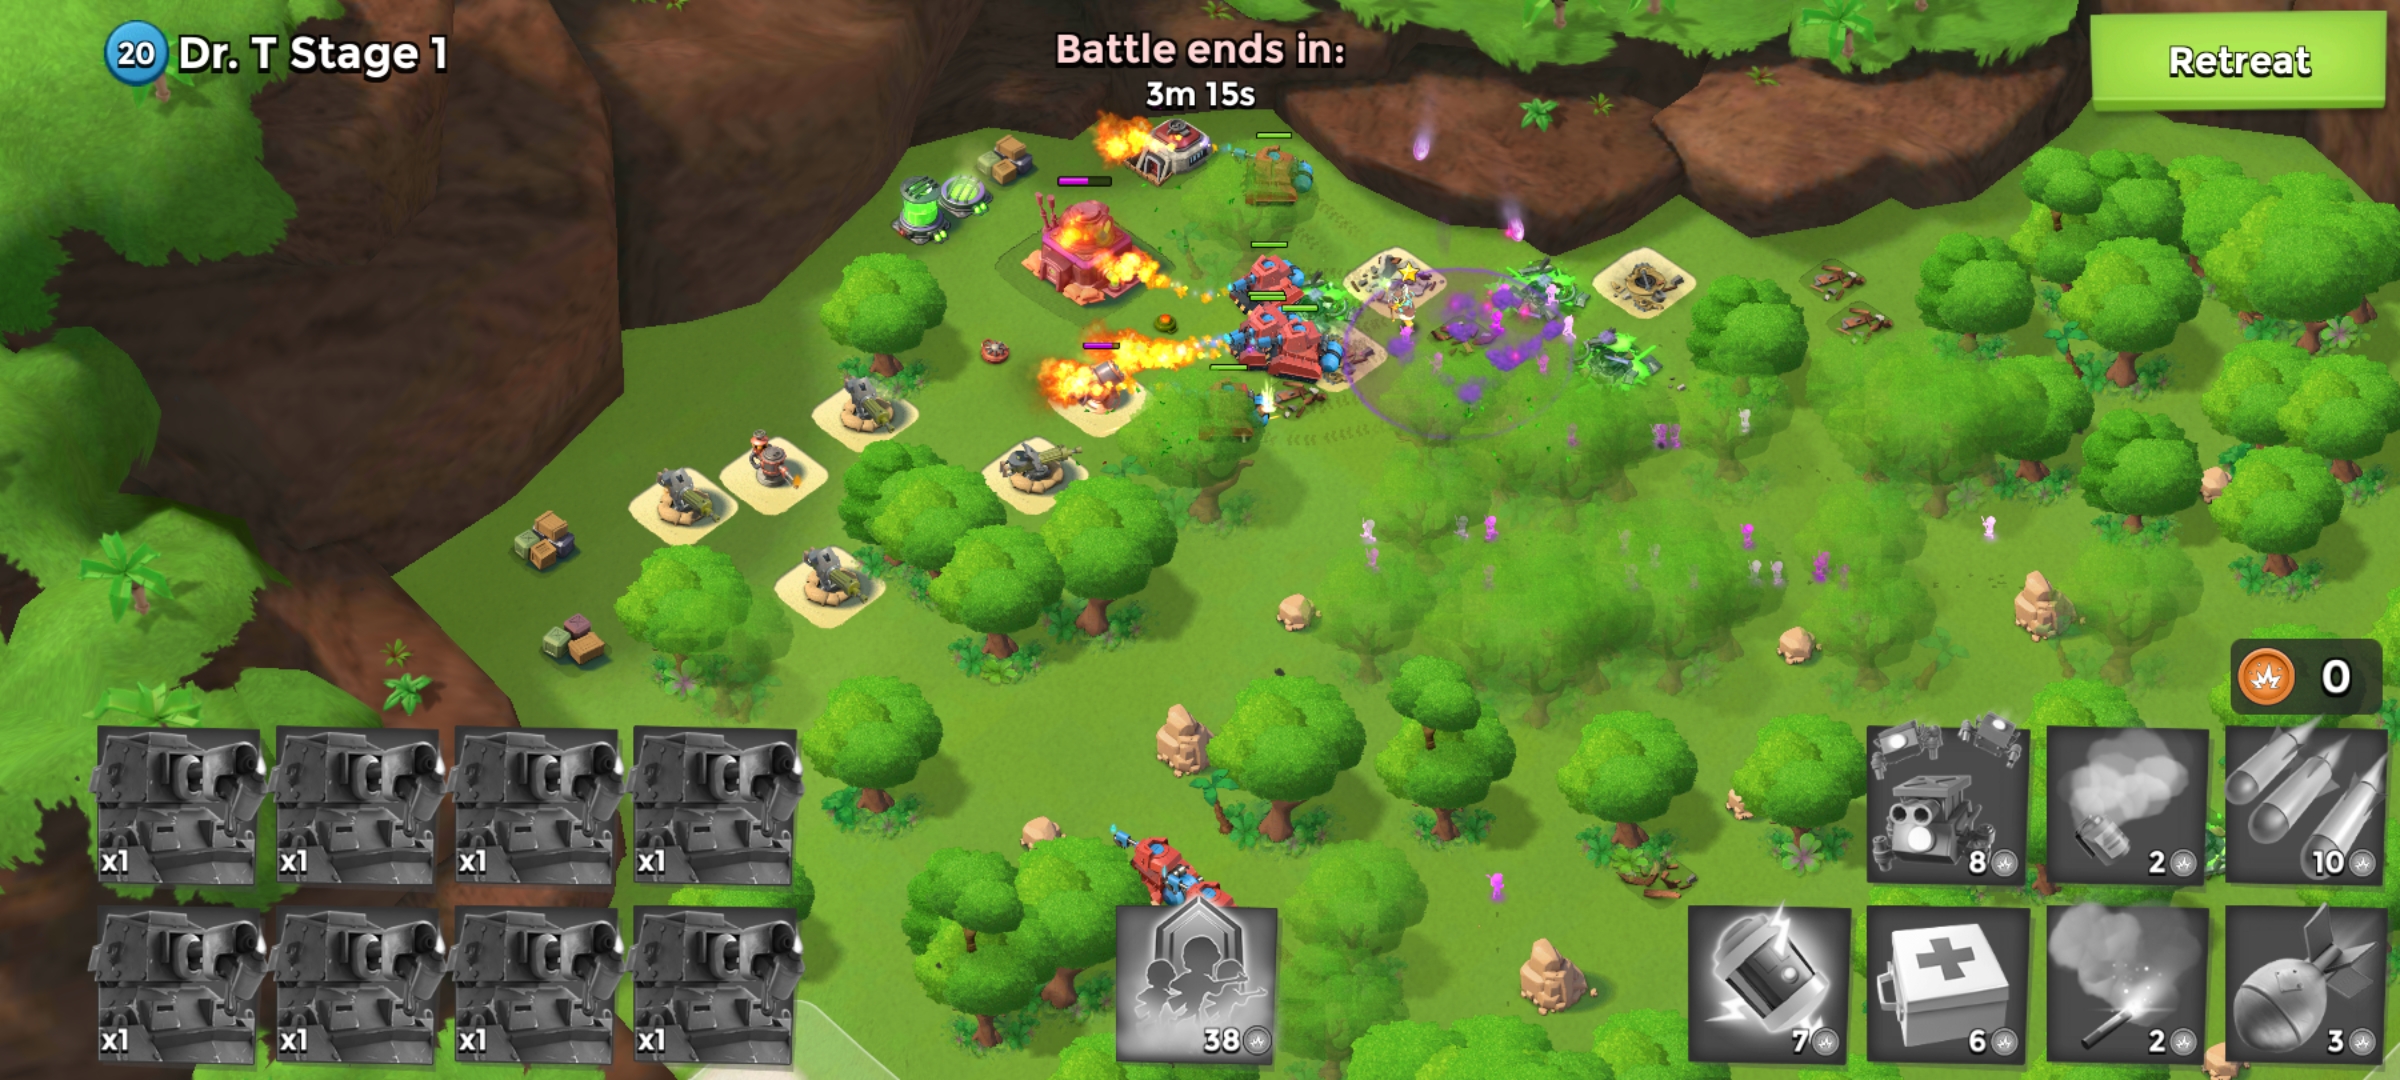 20 Dr. T Stage 1
Battle ends in:
3m 15s
Retreat
0
x1 x1 x1 x1
8 2 10
x1 x1 x1 x1
38 7 6 2 3